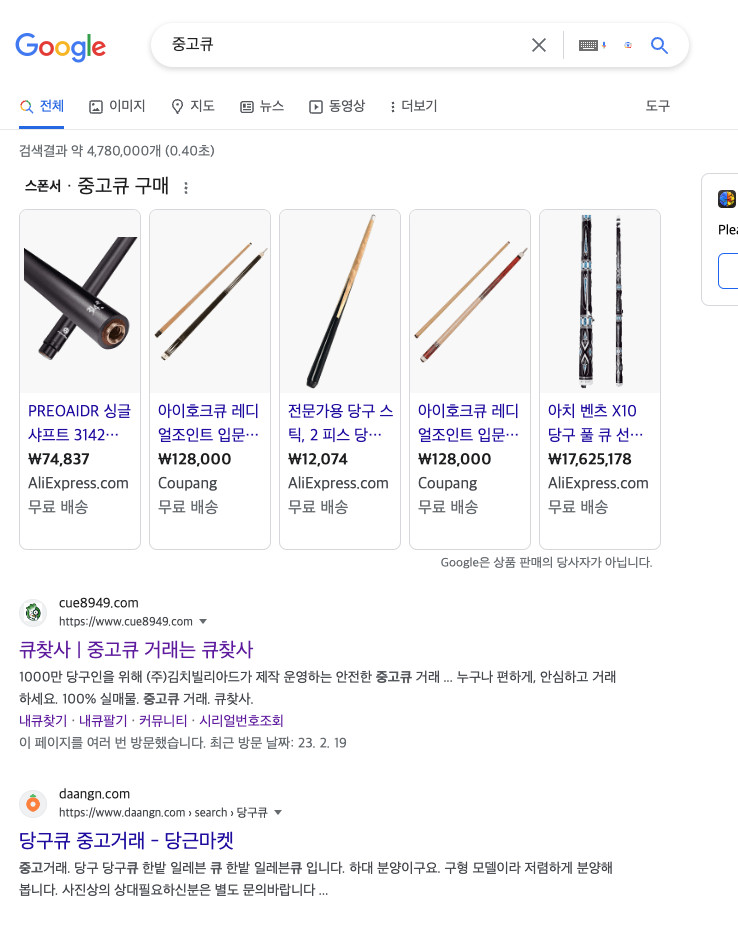 Google
중고큐
전체
이미지
지도
뉴스
동영상
더보기
도구
검색결과 약 4,780,000개 (0.40초)
스폰서 · 중고큐 구매
PREOAIDR 싱글
샤프트 3142…
₩74,837
AliExpress.com
무료 배송
아이호크큐 레디
얼조인트 입문…
₩128,000
Coupang
무료 배송
전문가용 당구 스
틱, 2 피스 당…
₩12,074
AliExpress.com
무료 배송
아이호크큐 레디
얼조인트 입문…
₩128,000
Coupang
무료 배송
아치 벤츠 X10
당구 풀 큐 선…
₩17,625,178
AliExpress.com
무료 배송
Google은 상품 판매의 당사자가 아닙니다.
cue8949.com
https://www.cue8949.com
큐찾사 | 중고큐 거래는 큐찾사
1000만 당구인을 위해 (주)김치빌리아드가 제작 운영하는 안전한 중고큐 거래 ... 누구나 편하게, 안심하고 거래
하세요. 100% 실매물. 중고큐 거래. 큐찾사.
내큐찾기 · 내큐팔기 · 커뮤니티 · 시리얼번호조회
이 페이지를 여러 번 방문했습니다. 최근 방문 날짜: 23. 2. 19
daangn.com
https://www.daangn.com › search › 당구큐
당구큐 중고거래 - 당근마켓
중고거래. 당구 당구큐 한밭 일레븐 큐 한밭 일레븐큐 입니다. 하대 분양이구요. 구형 모델이라 저렴하게 분양해
봅니다. 사진상의 상대필요하신분은 별도 문의바랍니다 ...